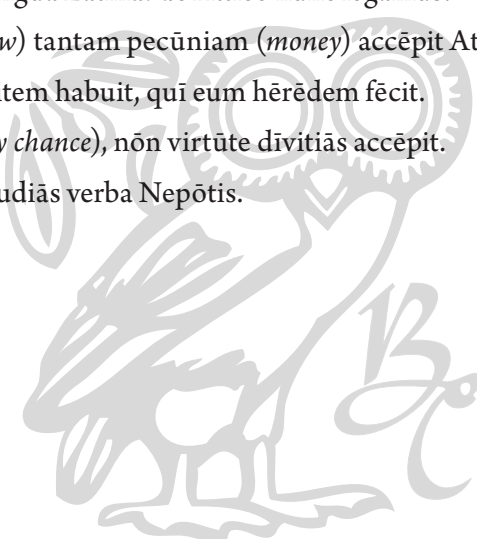 w) tantam pecūniam (money) accēpit At
tem habuit, quī eum hērēdem fēcit.
y chance), nōn virtūte dīvitiās accēpit.
udiās verba Nepōtis.